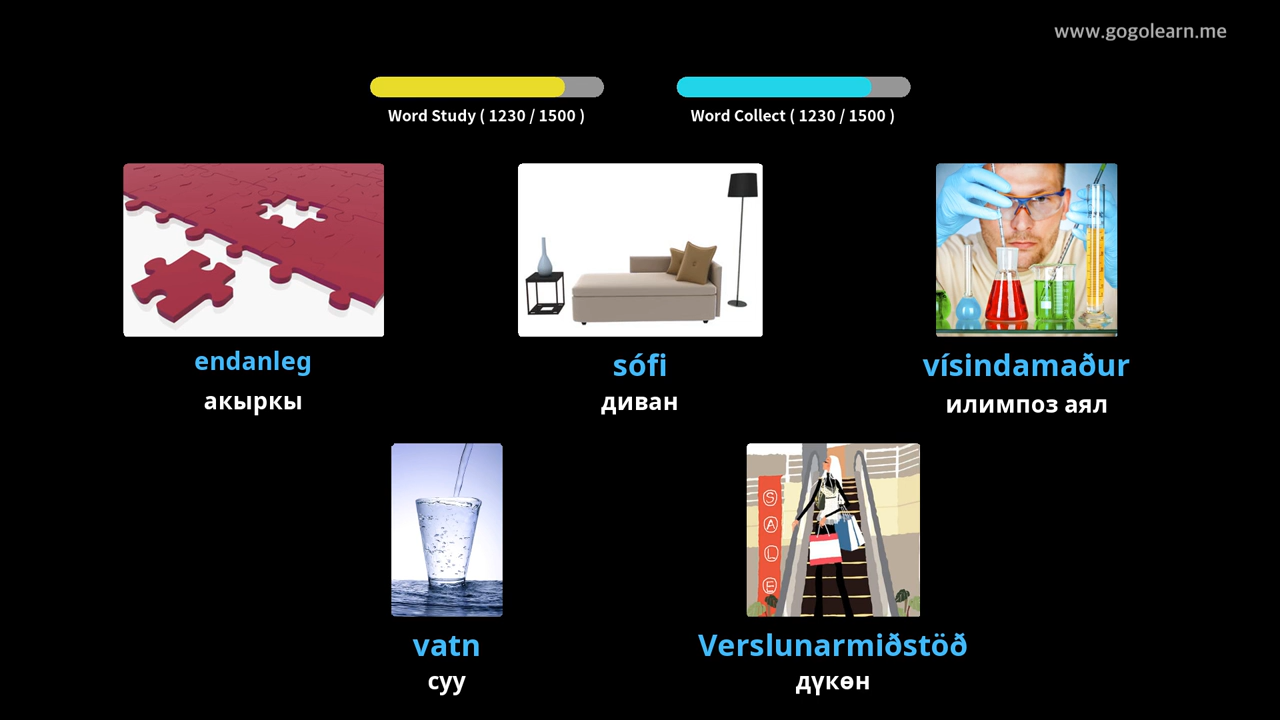 www.gogolearn.me
Word Study ( 1230 / 1500 )
Word Collect ( 1230 / 1500 )
endanleg
акыркы
sófi
диван
vísindamaður
илимпоз аял
vatn
суу
SALE
Verslunarmiðstöð
дүкөн